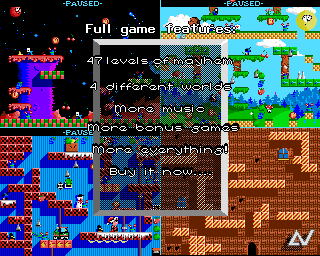 -PAUSED-
-PAUSED-
Full game features:
47 levels of mayhem
4 different worlds
More music
-PAUSED-
More bonus games
More everything!
Buy it now....